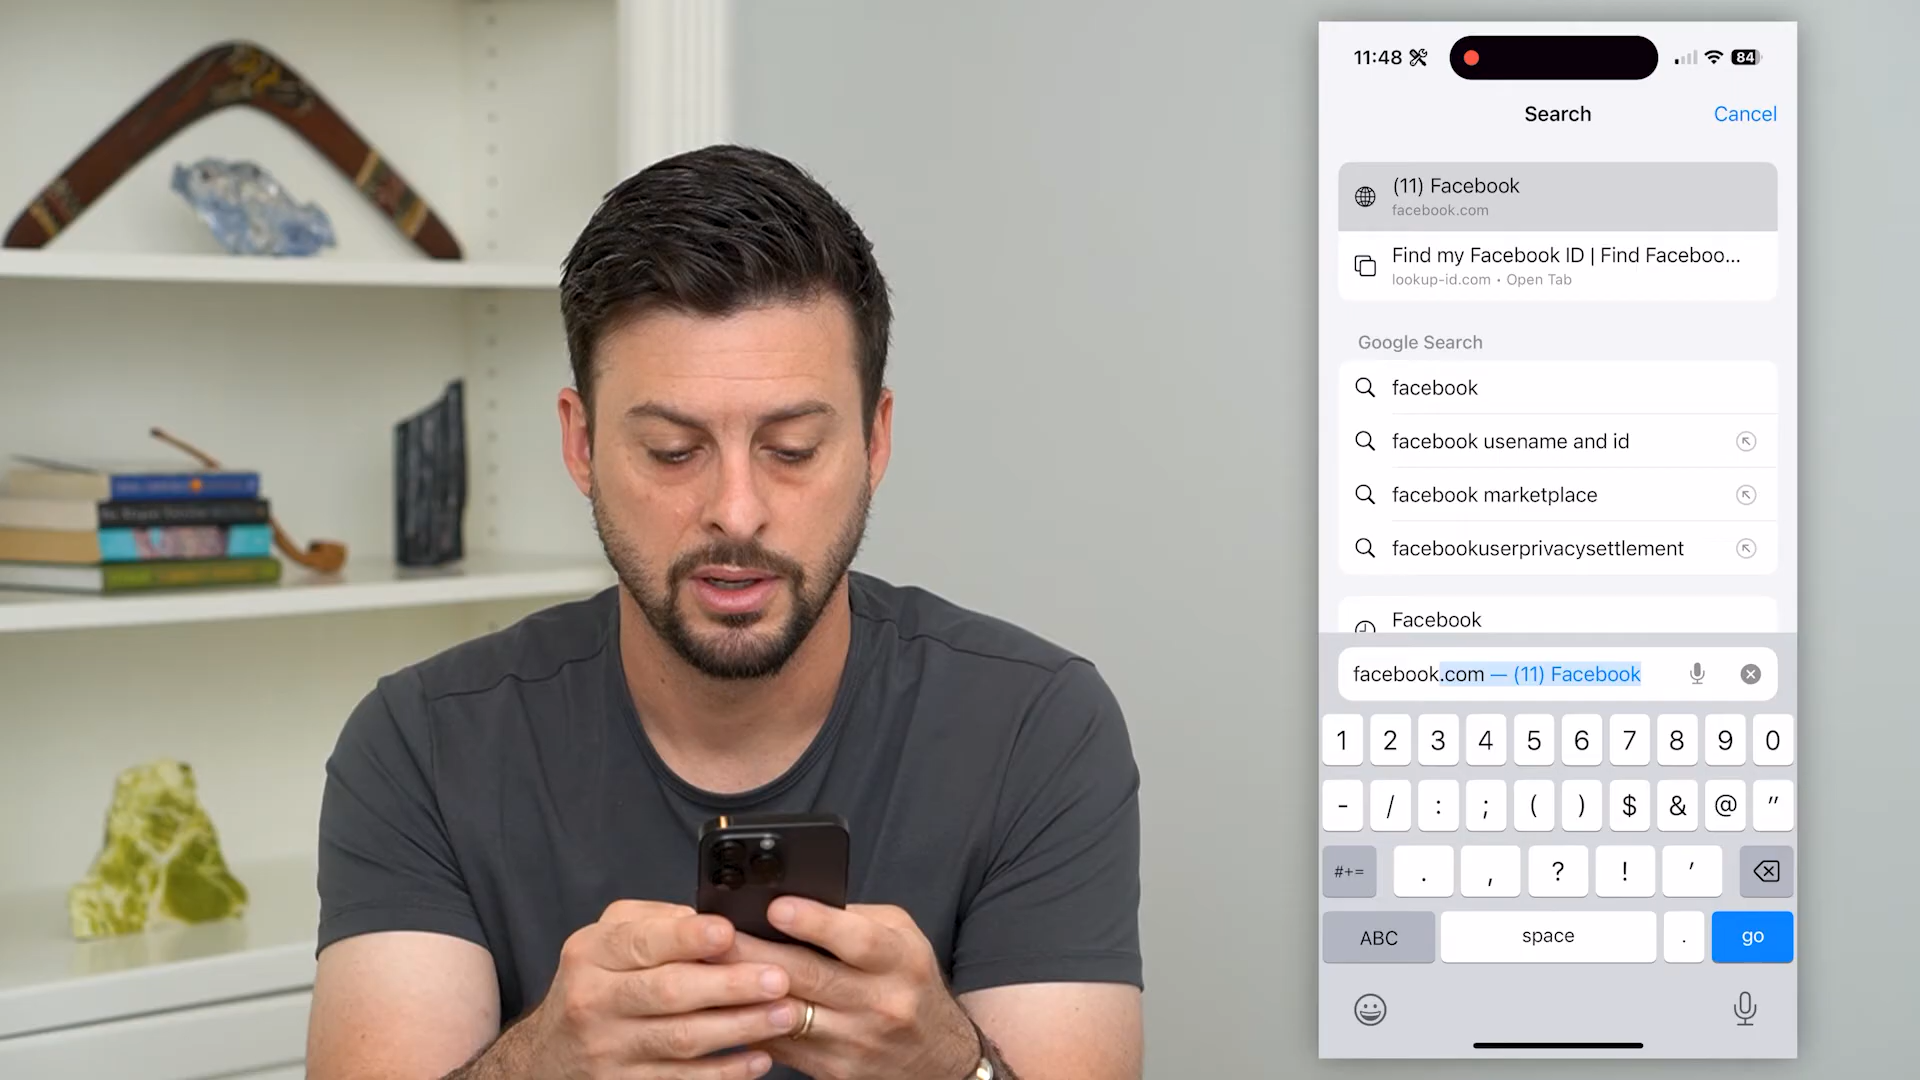 11:48
84
Search
Cancel
(11) Facebook
facebook.com
Find my Facebook ID | Find Faceboo...
lookup-id.com • Open Tab
Google Search
facebook
facebook usename and id
facebook marketplace
facebookuserprivacysettlement
Facebook
facebook.com — (11) Facebook
1 2 3 4 5 6 7 8 9 0
- / : ; ( ) $ & @ "
#+= . , ? ! '
ABC space . go